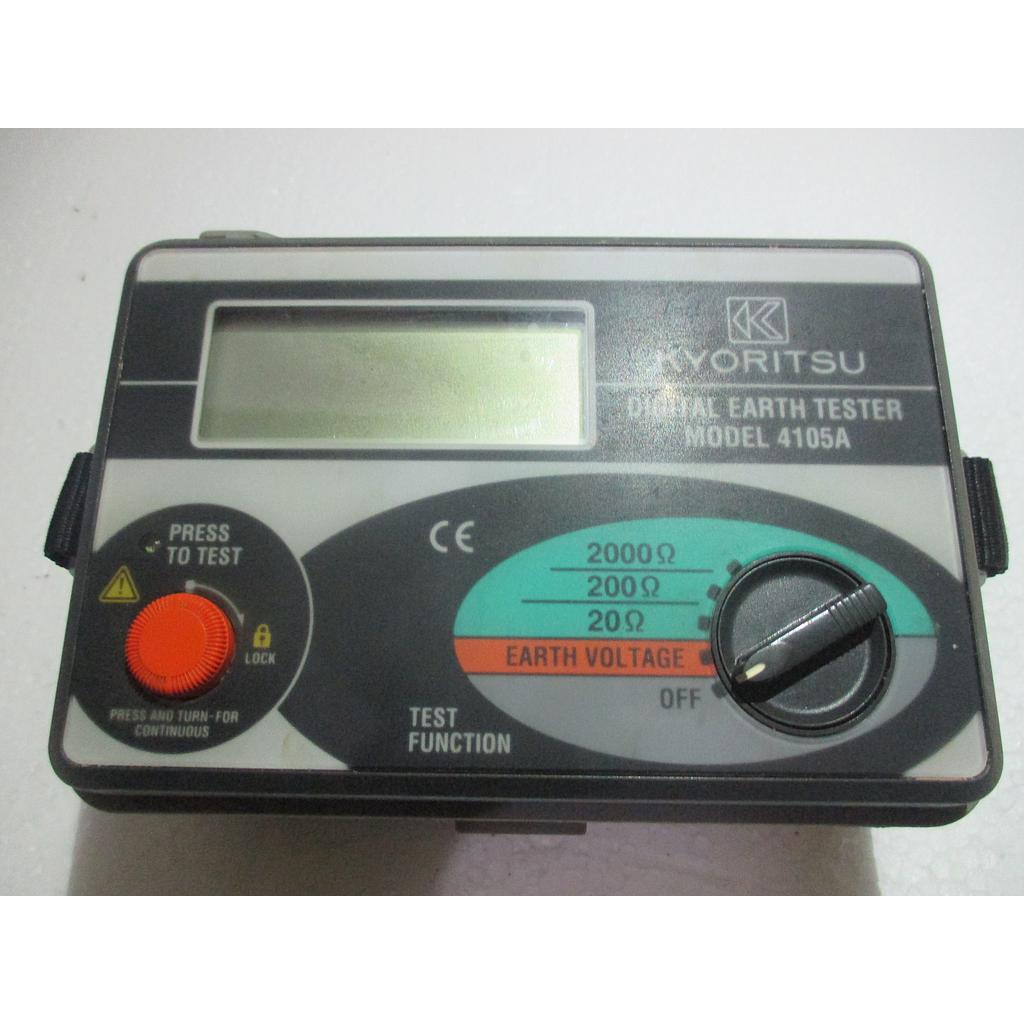 KYORITSU
DIGITAL EARTH TESTER
MODEL 4105A
PRESS
TO TEST
LOCK
PRESS AND TURN-FOR
CONTINUOUS
CE
2000Ω
200Ω
20Ω
EARTH VOLTAGE
OFF
TEST
FUNCTION